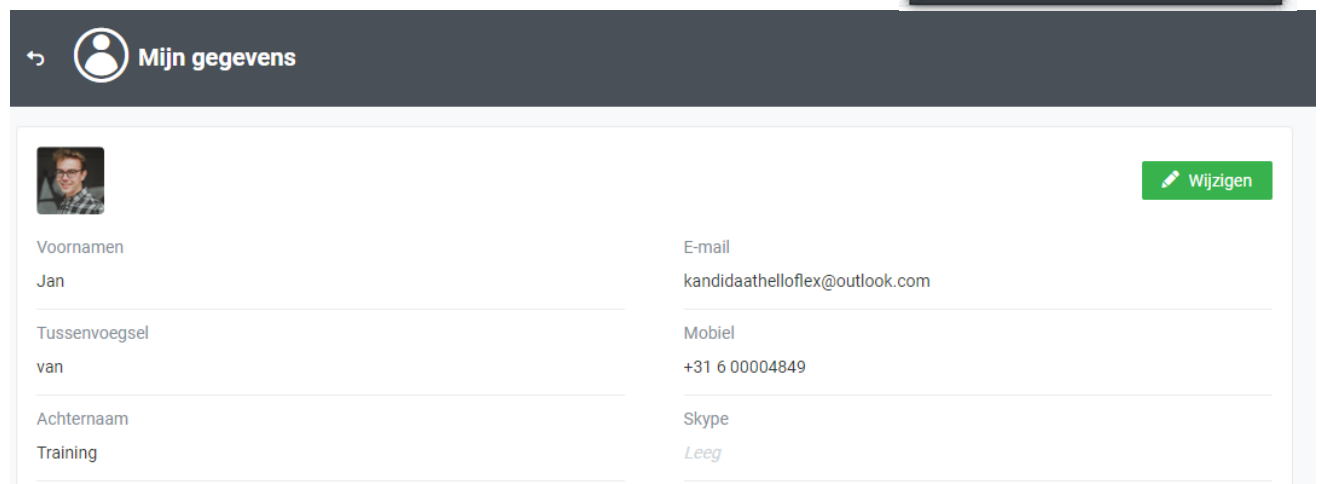 Mijn gegevens
Wijzigen
Voornamen
Jan
E-mail
kandidaathelloflex@outlook.com
Tussenvoegsel
van
Mobiel
+31 6 00004849
Achternaam
Training
Skype
Leeg